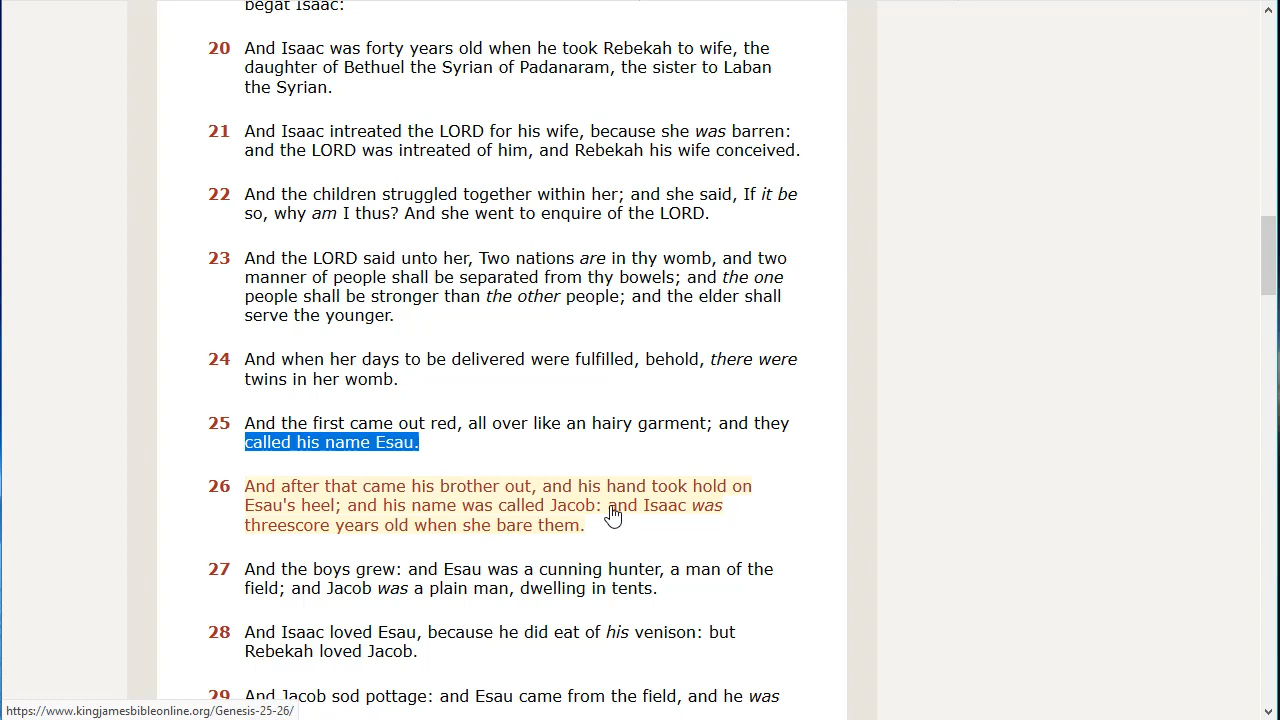 begat Isaac:
20 And Isaac was forty years old when he took Rebekah to wife, the
daughter of Bethuel the Syrian of Padanaram, the sister to Laban
the Syrian.
21 And Isaac intreated the LORD for his wife, because she was barren:
and the LORD was intreated of him, and Rebekah his wife conceived.
22 And the children struggled together within her; and she said, If it be
so, why am I thus? And she went to enquire of the LORD.
23 And the LORD said unto her, Two nations are in thy womb, and two
manner of people shall be separated from thy bowels; and the one
people shall be stronger than the other people; and the elder shall
serve the younger.
24 And when her days to be delivered were fulfilled, behold, there were
twins in her womb.
25 And the first came out red, all over like an hairy garment; and they
called his name Esau.
26 And after that came his brother out, and his hand took hold on
Esau's heel; and his name was called Jacob: and Isaac was
threescore years old when she bare them.
27 And the boys grew: and Esau was a cunning hunter, a man of the
field; and Jacob was a plain man, dwelling in tents.
28 And Isaac loved Esau, because he did eat of his venison: but
Rebekah loved Jacob.
29 And Jacob sod pottage: and Esau came from the field, and he was
https://www.kingjamesbibleonline.org/Genesis-25-26/